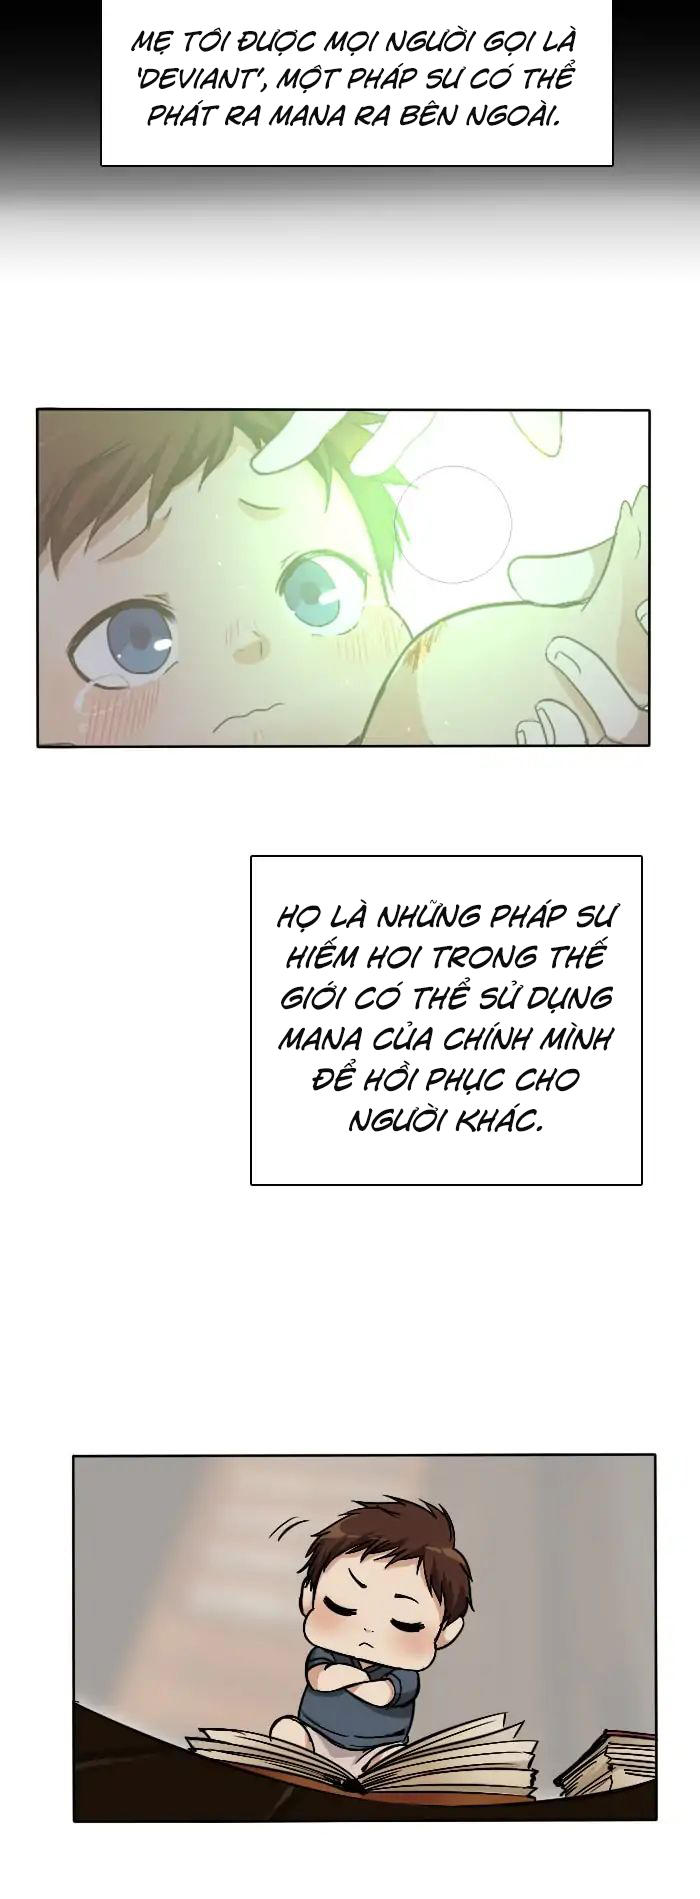 MẸ TÔI ĐƯỢC MỌI NGƯỜI GỌI LÀ
'DEVIANT', MỘT PHÁP SƯ CÓ THỂ
PHÁT RA MANA RA BÊN NGOÀI.
HỌ LÀ NHỮNG PHÁP SƯ
HIẾM HOI TRONG THẾ
GIỚI CÓ THỂ SỬ DỤNG
MANA CỦA CHÍNH MÌNH
ĐỂ HỒI PHỤC CHO
NGƯỜI KHÁC.